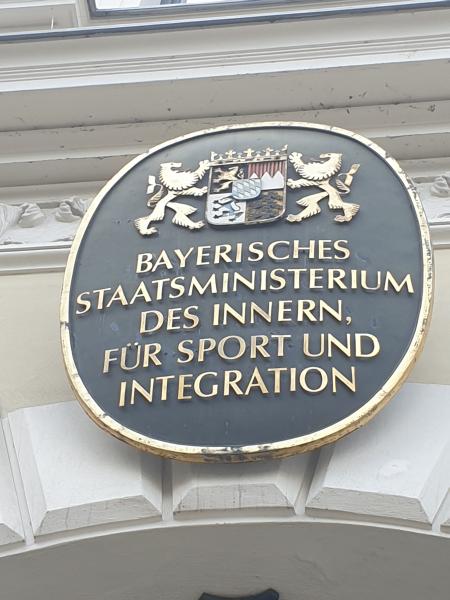 BAYERISCHES
STAATSMINISTERIUM
DES INNERN,
FÜR SPORT UND
INTEGRATION